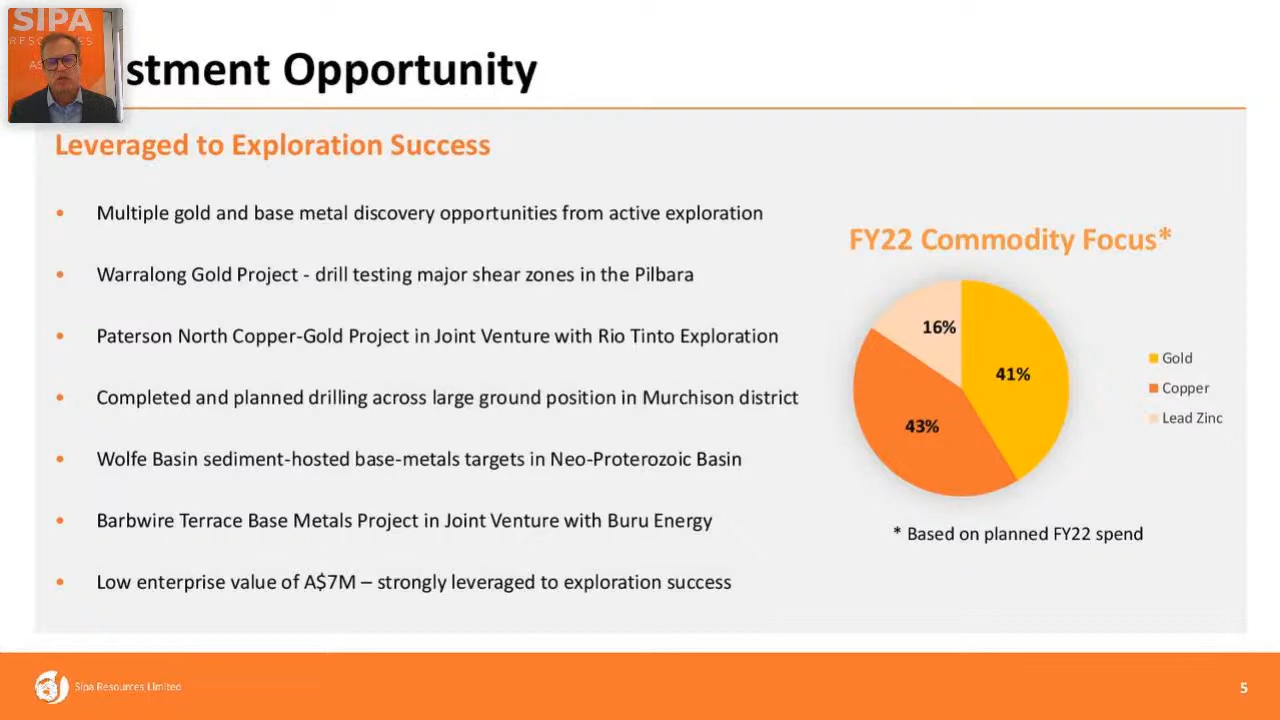 SIPA
RESOURCES
AS
stment Opportunity
Leveraged to Exploration Success
• Multiple gold and base metal discovery opportunities from active exploration
• Warralong Gold Project - drill testing major shear zones in the Pilbara
• Paterson North Copper-Gold Project in Joint Venture with Rio Tinto Exploration
• Completed and planned drilling across large ground position in Murchison district
• Wolfe Basin sediment-hosted base-metals targets in Neo-Proterozoic Basin
• Barbwire Terrace Base Metals Project in Joint Venture with Buru Energy
• Low enterprise value of A$7M – strongly leveraged to exploration success
FY22 Commodity Focus*
16%
41%
43%
Gold
Copper
Lead Zinc
* Based on planned FY22 spend
Sipa Resources Limited
5